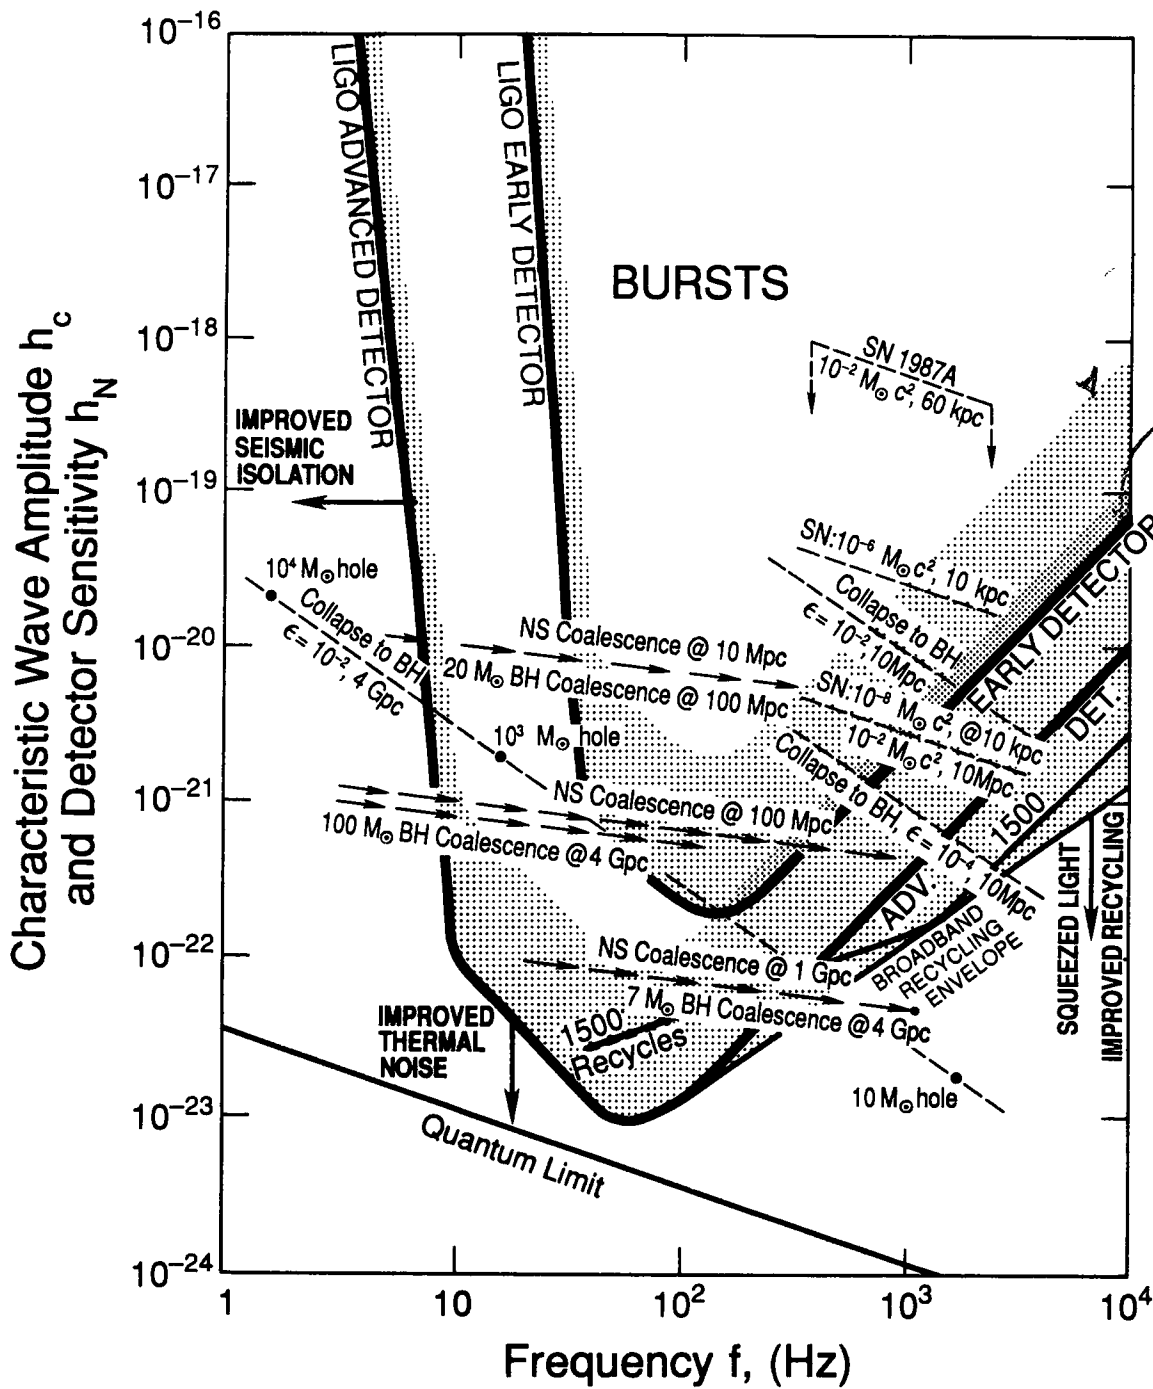 10⁻¹⁶
10⁻¹⁷
10⁻¹⁸
10⁻¹⁹
10⁻²⁰
10⁻²¹
10⁻²²
10⁻²³
10⁻²⁴
Characteristic Wave Amplitude h_c
and Detector Sensitivity h_N
LIGO ADVANCED DETECTOR
LIGO EARLY DETECTOR
BURSTS
SN 1987A
10⁻² M⊙ c², 60 kpc
IMPROVED
SEISMIC
ISOLATION
SN:10⁻⁶ M⊙ c², 10 kpc
Collapse to BH
ϵ = 10⁻², 10Mpc
EARLY DETECTOR
10⁴ M⊙ hole
Collapse to BH
ϵ = 10⁻², 4 Gpc
NS Coalescence @ 10 Mpc
20 M⊙ BH Coalescence @ 100 Mpc
SN:10⁻⁸ M⊙ c², @10 kpc
10⁻² M⊙ c², 10Mpc
10³ M⊙ hole
Collapse to BH, ϵ = 10⁻⁴, 10Mpc
NS Coalescence @ 100 Mpc
100 M⊙ BH Coalescence @ 4 Gpc
ADV DET.
1500
BROADBAND
RECYCLING
ENVELOPE
SQUEEZED LIGHT
IMPROVED RECYCLING
NS Coalescence @ 1 Gpc
7 M⊙ BH Coalescence @ 4 Gpc
1500
Recycles
IMPROVED
THERMAL
NOISE
10 M⊙ hole
Quantum Limit
1
10
10²
10³
10⁴
Frequency f, (Hz)